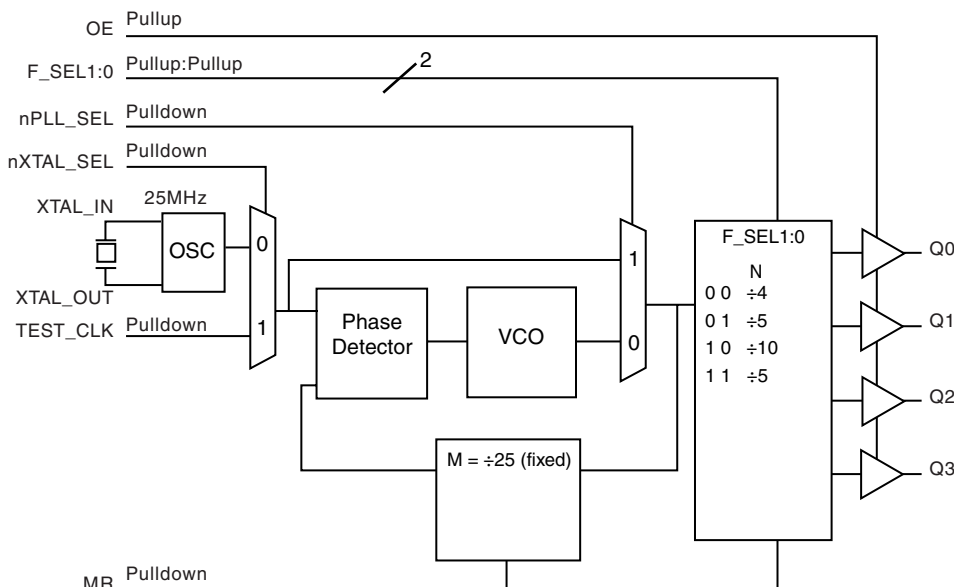 OE Pullup
F_SEL1:0 Pullup:Pullup 2
nPLL_SEL Pulldown
nXTAL_SEL Pulldown
XTAL_IN 25MHz
OSC
XTAL_OUT
TEST_CLK Pulldown
0
1
Phase
Detector
VCO
1
0
M = ÷25 (fixed)
F_SEL1:0
N
0 0 ÷4
0 1 ÷5
1 0 ÷10
1 1 ÷5
Q0
Q1
Q2
Q3
MR Pulldown